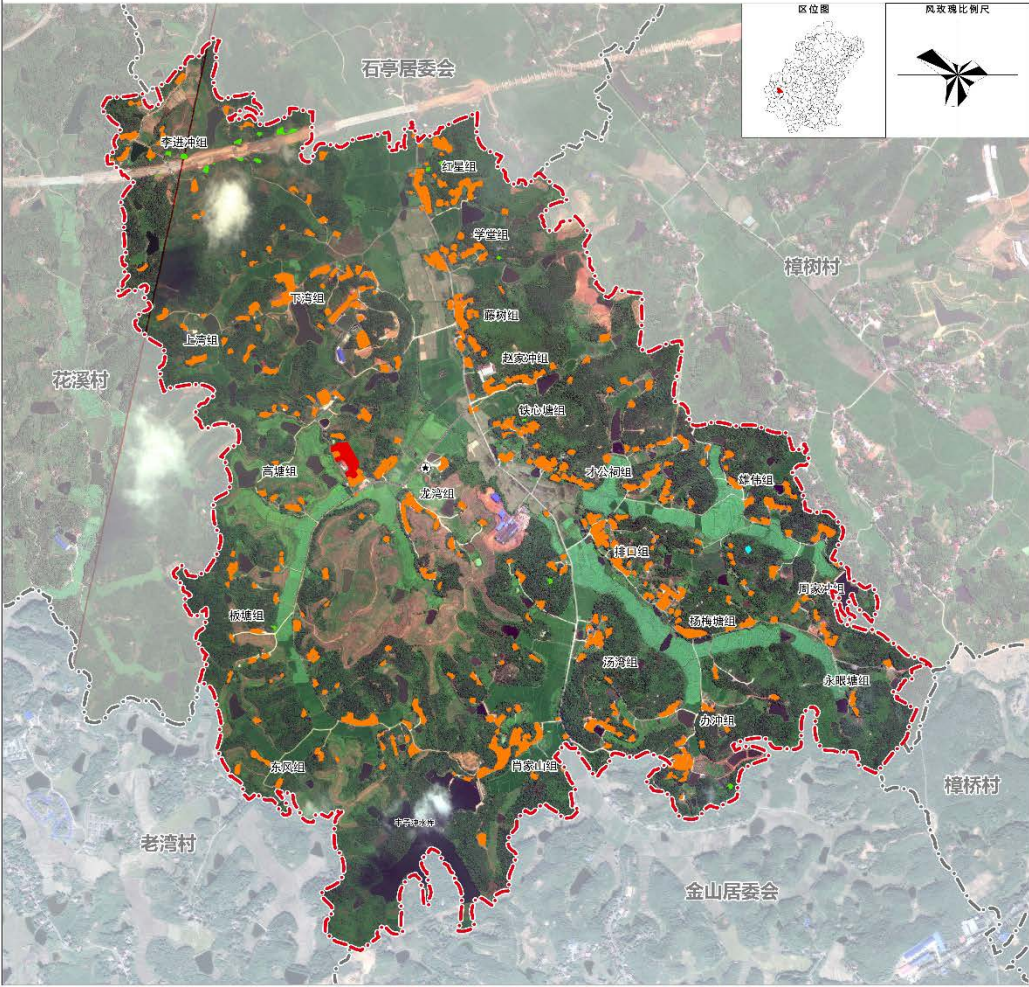 区位图
风玫瑰比例尺
石亭居委会
李进冲组
红星组
学堂组
樟树村
下湾组
藤树组
上湾组
赵家冲组
花溪村
铁心塘组
高塘组
才公祠组
雄伟组
龙湾组
排口组
周家冲组
板塘组
杨梅塘组
汤湾组
永眼塘组
办冲组
东风组
肖家山组
樟桥村
老湾村
金山居委会